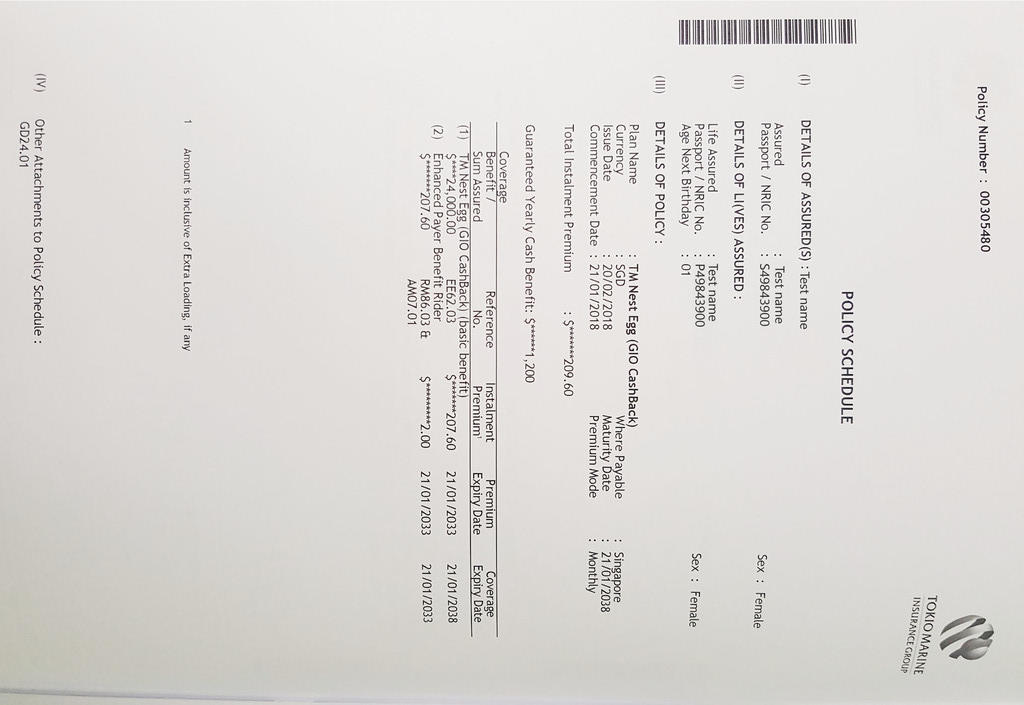 Policy Number : 00305480
TOKIO MARINE
INSURANCE GROUP
POLICY SCHEDULE
(I) DETAILS OF ASSURED(S) : Test name
Assured : Test name
Passport / NRIC No. : S49843900 Sex : Female
(II) DETAILS OF LI(VES) ASSURED :
Life Assured : Test name
Passport / NRIC No. : P49843900 Sex : Female
Age Next Birthday : 01
(III) DETAILS OF POLICY :
Plan Name : TM Nest Egg (GIO CashBack)
Currency : SGD Where Payable : Singapore
Issue Date : 20/02/2018 Maturity Date : 21/01/2038
Commencement Date : 21/01/2018 Premium Mode : Monthly
Total Instalment Premium : $*******209.60
Guaranteed Yearly Cash Benefit: $******1,200
Coverage
Benefit / Reference Instalment Premium Coverage
Sum Assured No. Premium¹ Expiry Date Expiry Date
(1) TM Nest Egg (GIO CashBack) (basic benefit)
$****24,000.00 EE62.03 $*******207.60 21/01/2033 21/01/2038
(2) Enhanced Payer Benefit Rider
$*******207.60 RM86.03 & $*********2.00 21/01/2033 21/01/2033
AM07.01
1 Amount is inclusive of Extra Loading, if any
(IV) Other Attachments to Policy Schedule :
GD24.01